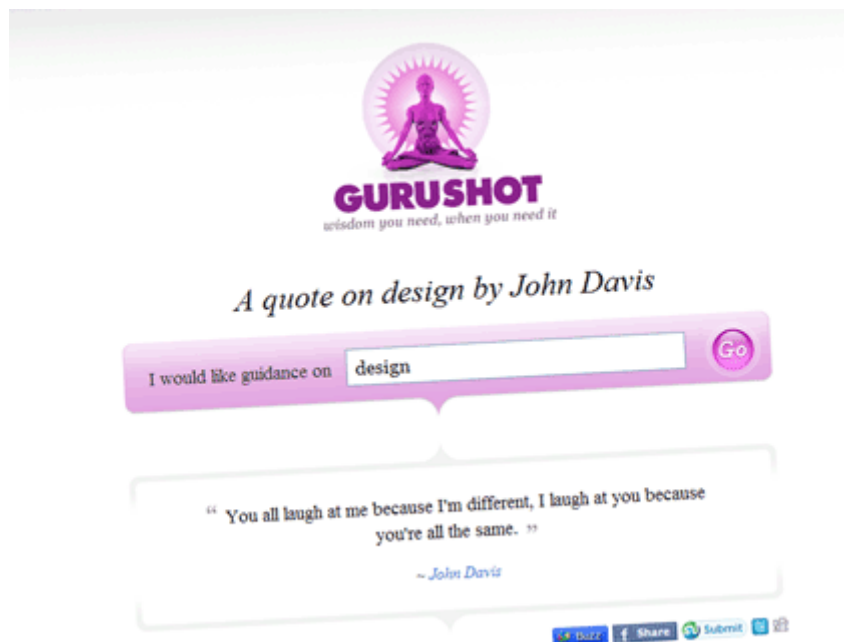 GURUSHOT
wisdom you need, when you need it
A quote on design by John Davis
I would like guidance on
design
Go
“ You all laugh at me because I'm different, I laugh at you because
you're all the same. ”
~ John Davis
Buzz
Share
Submit